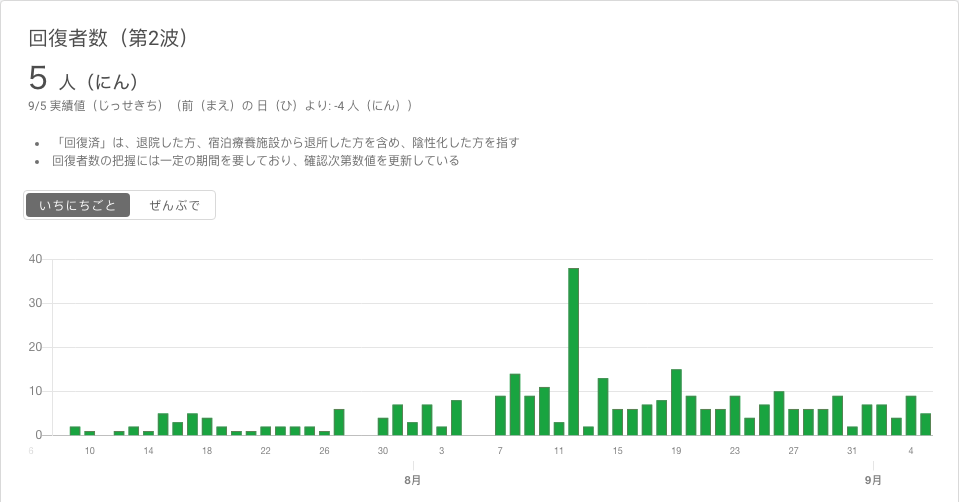 回復者数（第2波）
5 人（にん）
9/5 実績値（じっせきち）（前（まえ）の 日（ひ）より: -4 人（にん））
• 「回復済」は、退院した方、宿泊療養施設から退所した方を含め、陰性化した方を指す
• 回復者数の把握には一定の期間を要しており、確認次第数値を更新している
いちにちごと ぜんぶで
40
30
20
10
0
6 10 14 18 22 26 30 3 7 11 15 19 23 27 31 4
8月 9月